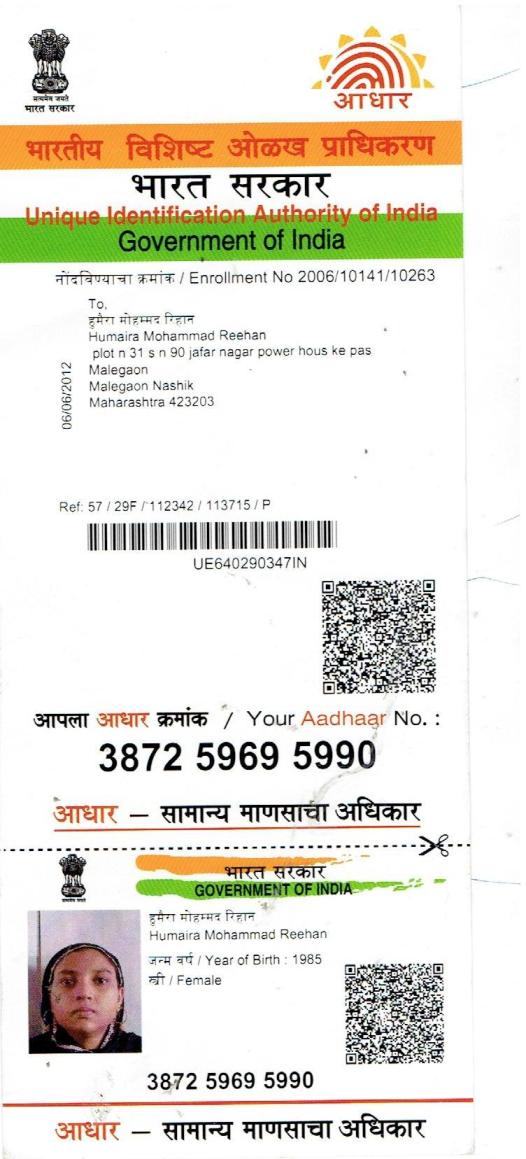 सत्यमेव जयते
भारत सरकार
आधार
भारतीय विशिष्ट ओळख प्राधिकरण
भारत सरकार
Unique Identification Authority of India
Government of India
नोंदविण्याचा क्रमांक / Enrollment No 2006/10141/10263
To,
हुमैरा मोहम्मद रिहान
Humaira Mohammad Reehan
plot n 31 s n 90 jafar nagar power hous ke pas
Malegaon
Malegaon Nashik
Maharashtra 423203
06/06/2012
Ref: 57 / 29F / 112342 / 113715 / P
UE640290347IN
आपला आधार क्रमांक / Your Aadhaar No. :
3872 5969 5990
आधार – सामान्य माणसाचा अधिकार
भारत सरकार
GOVERNMENT OF INDIA
हुमैरा मोहम्मद रिहान
Humaira Mohammad Reehan
जन्म वर्ष / Year of Birth : 1985
स्त्री / Female
3872 5969 5990
आधार – सामान्य माणसाचा अधिकार